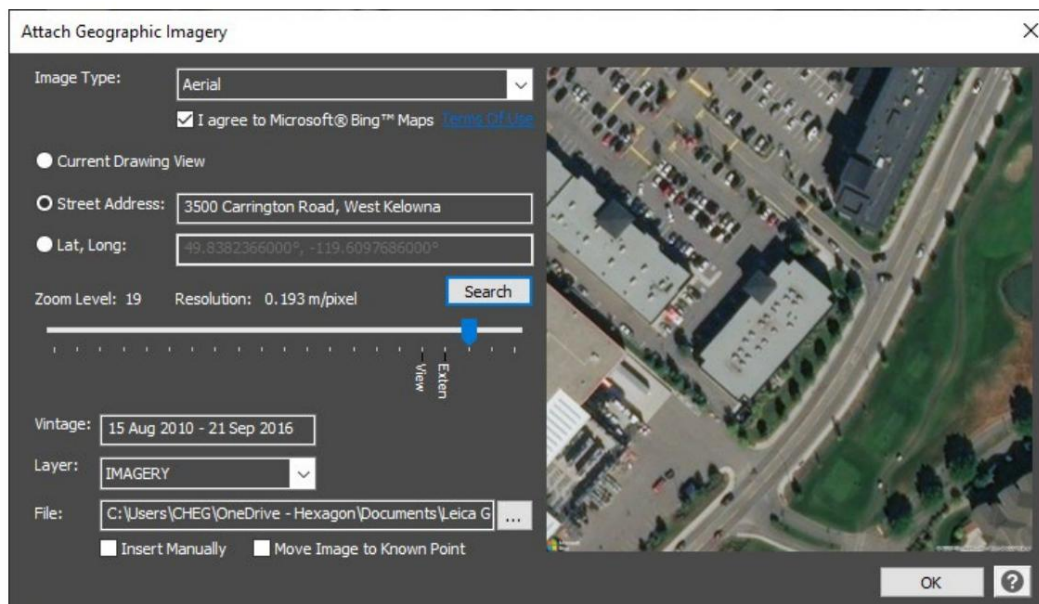 Attach Geographic Imagery
Image Type:
Aerial
I agree to Microsoft® Bing™ Maps Terms Of Use
Current Drawing View
Street Address: 3500 Carrington Road, West Kelowna
Lat, Long: 49.8382366000°, -119.6097686000°
Zoom Level: 19 Resolution: 0.193 m/pixel Search
View
Exten
Vintage: 15 Aug 2010 - 21 Sep 2016
Layer: IMAGERY
File: C:\Users\CHEG\OneDrive - Hexagon\Documents\Leica G ...
Insert Manually Move Image to Known Point
OK ?